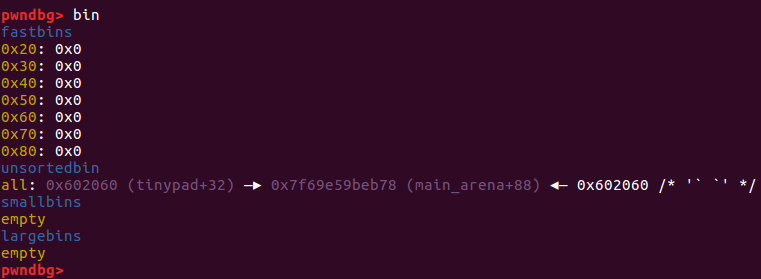 pwndbg> bin
fastbins
0x20: 0x0
0x30: 0x0
0x40: 0x0
0x50: 0x0
0x60: 0x0
0x70: 0x0
0x80: 0x0
unsortedbin
all: 0x602060 (tinypad+32) —▸ 0x7f69e59beb78 (main_arena+88) ◂— 0x602060 /* '` `' */
smallbins
empty
largebins
empty
pwndbg>